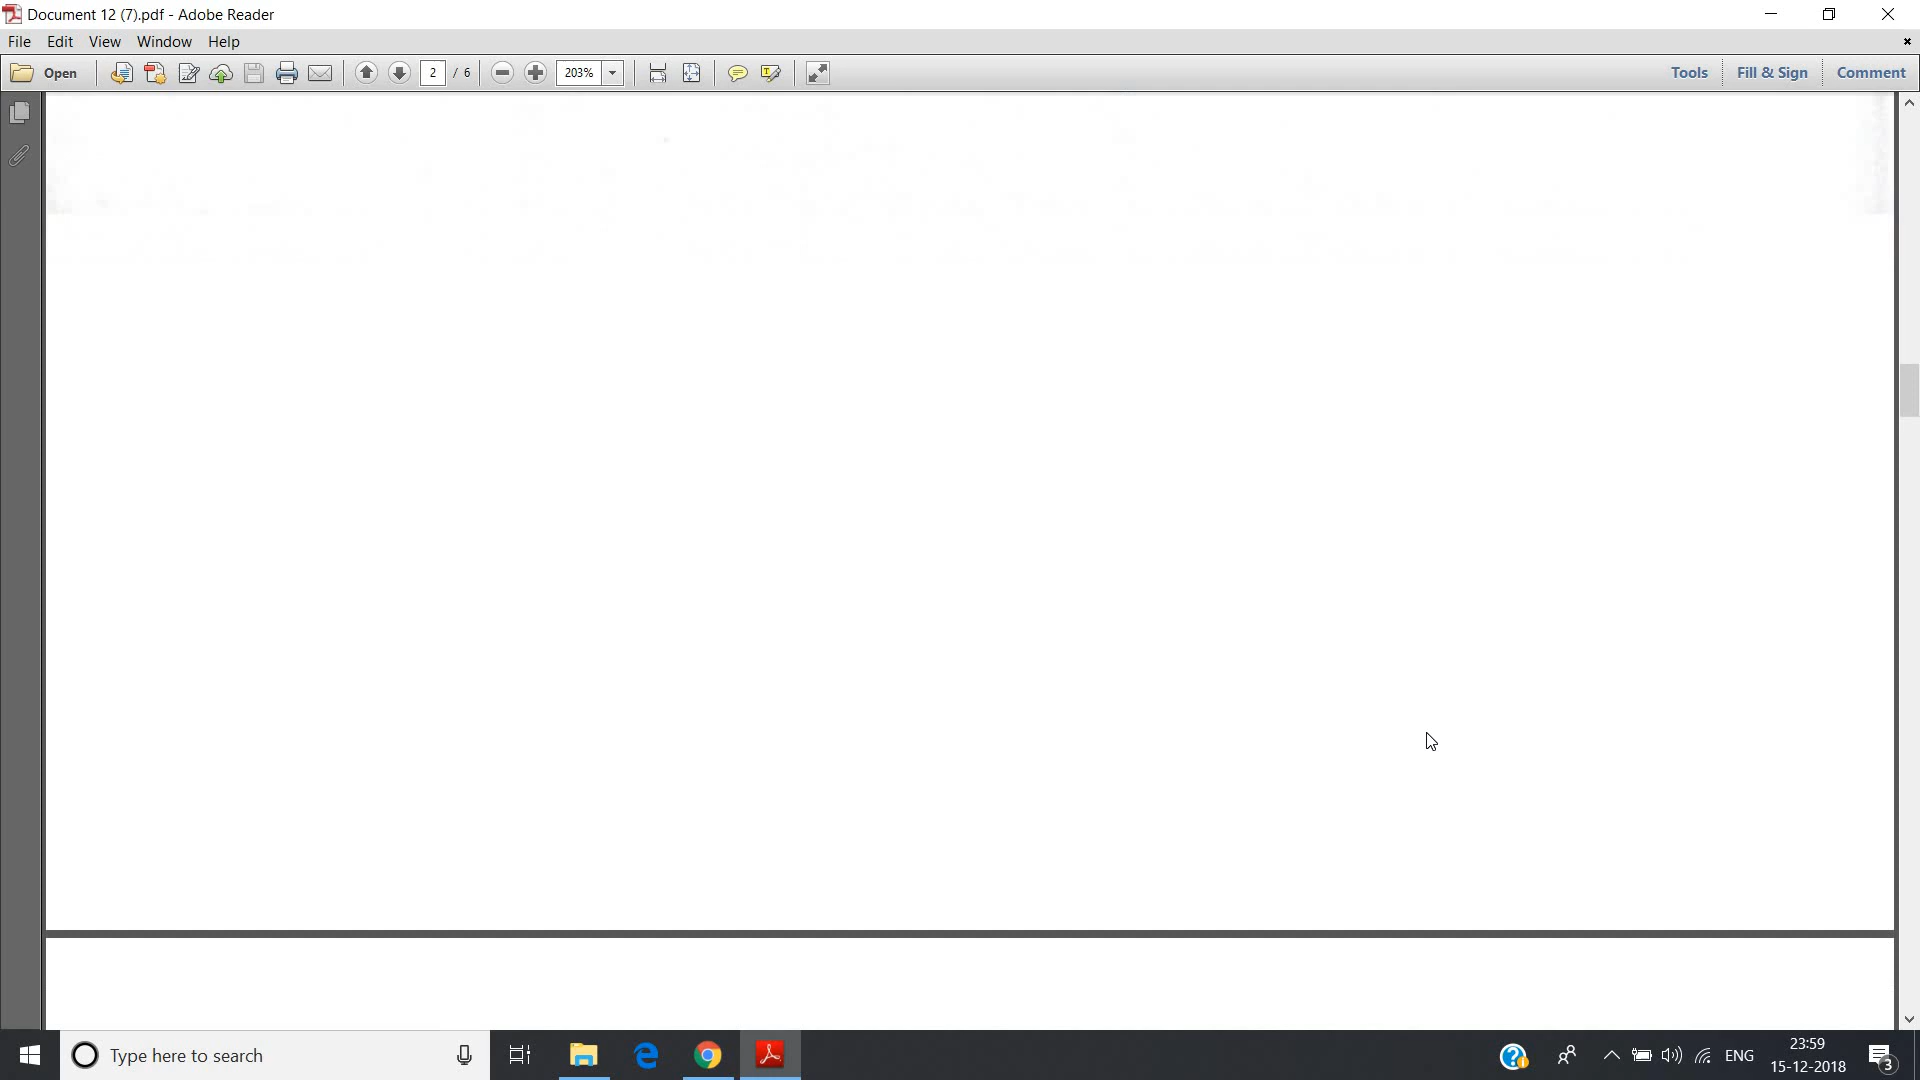 Document 12 (7).pdf - Adobe Reader
File Edit View Window Help
Open 2 / 6 203% Tools Fill & Sign Comment
Type here to search ENG 23:59
15-12-2018 3